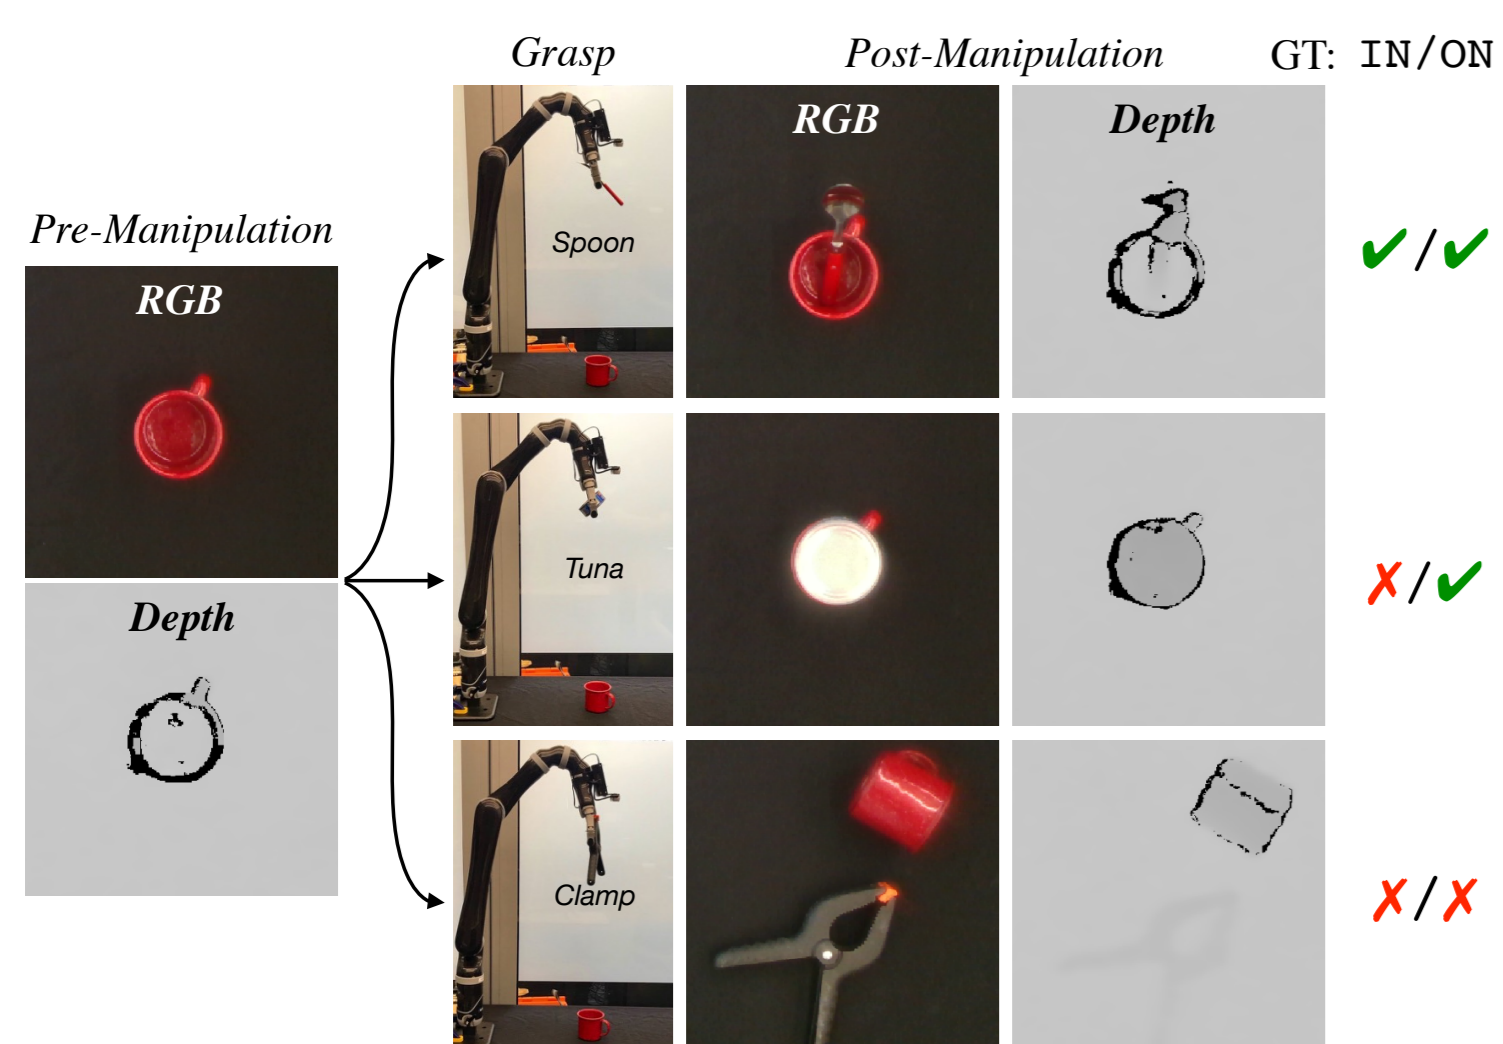 Grasp
Post-Manipulation
GT: IN/ON
Pre-Manipulation
RGB
Depth
Spoon
RGB
Depth
✔/✔
Tuna
✗/✔
Clamp
✗/✗